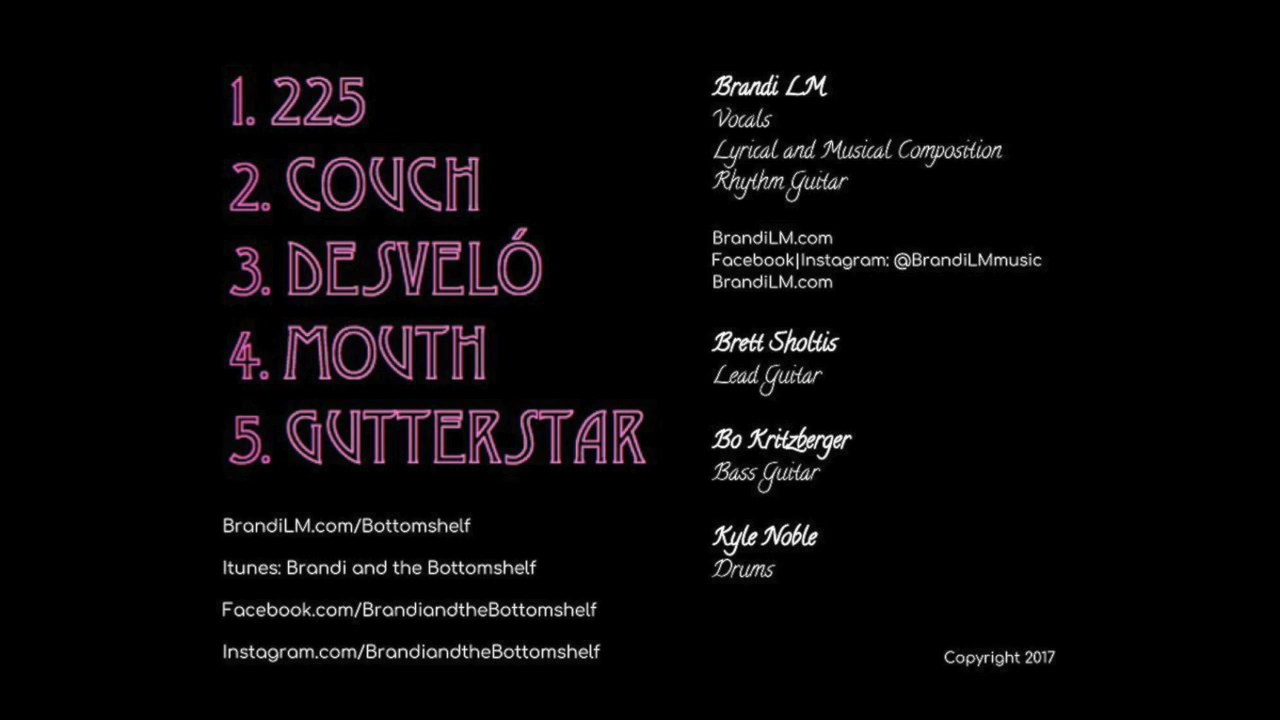 1. 225
2. COUCH
3. DESVELÓ
4. MOUTH
5. GUTTERSTAR
BrandiLM.com/Bottomshelf
Itunes: Brandi and the Bottomshelf
Facebook.com/BrandiandtheBottomshelf
Instagram.com/BrandiandtheBottomshelf
Brandi LM
Vocals
Lyrical and Musical Composition
Rhythm Guitar
BrandiLM.com
Facebook|Instagram: @BrandiLMmusic
BrandiLM.com
Brett Sholtis
Lead Guitar
Bo Kritzberger
Bass Guitar
Kyle Noble
Drums
Copyright 2017